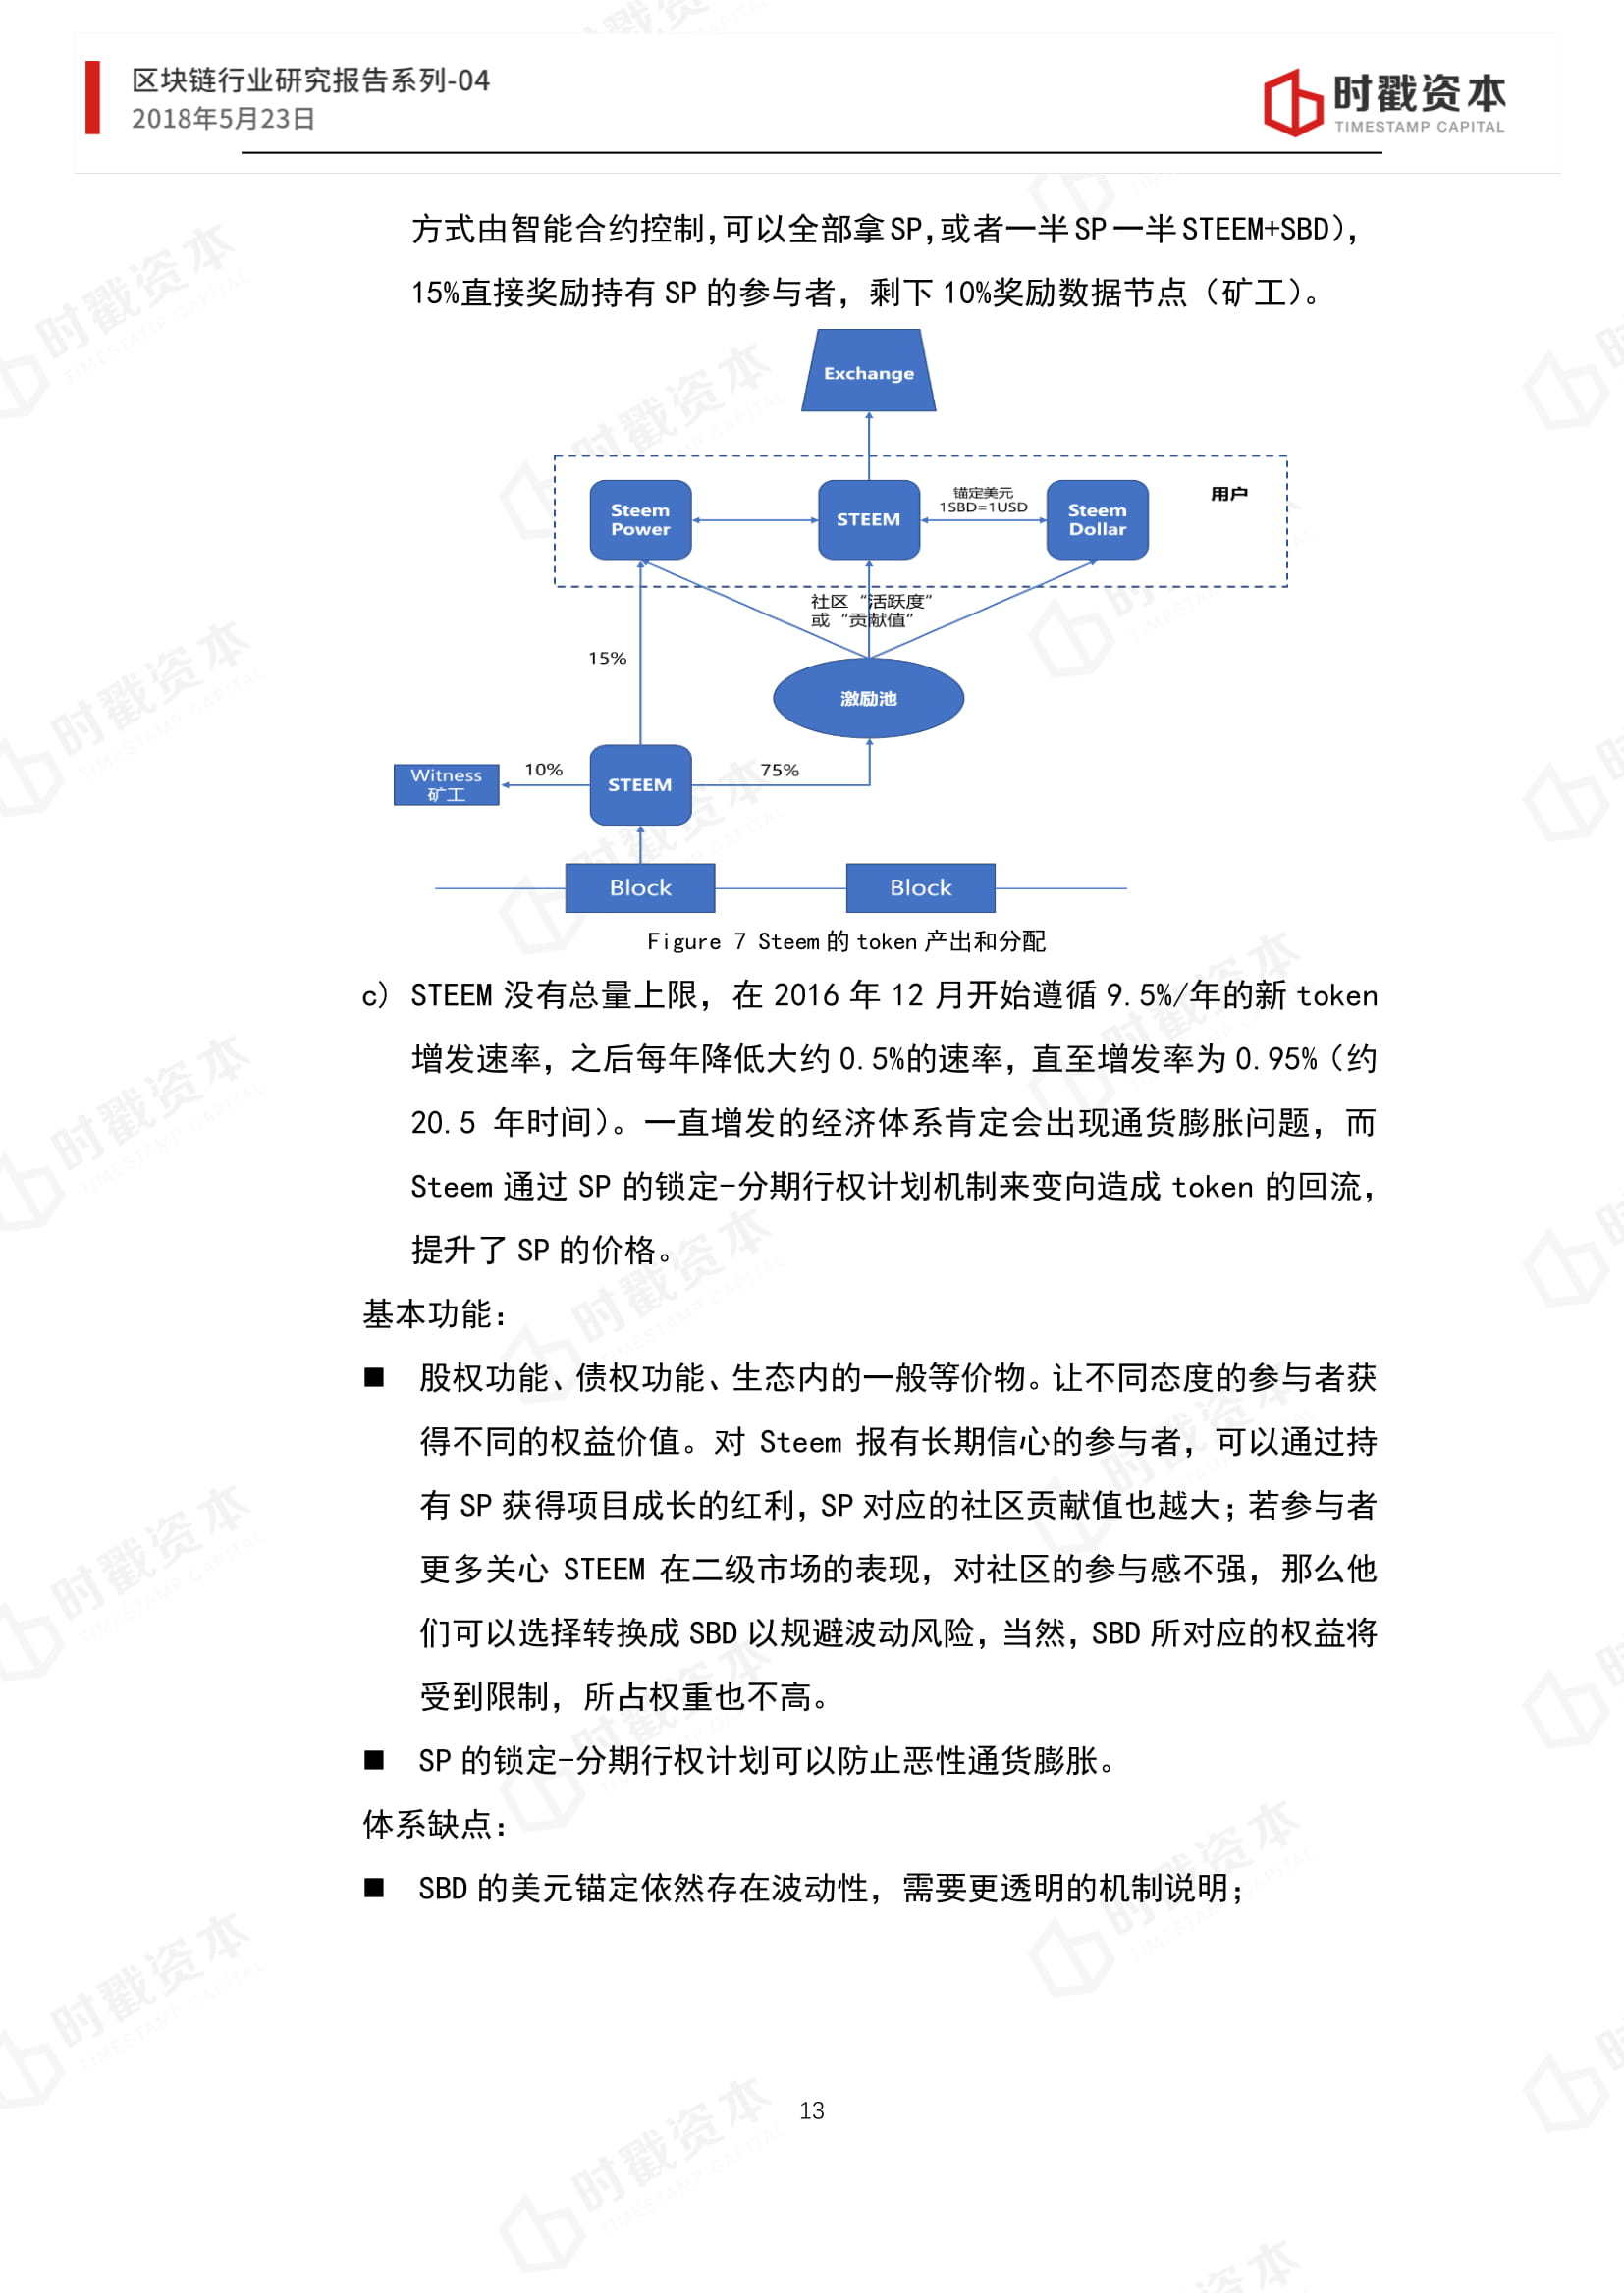 区块链行业研究报告系列-04
2018年5月23日
时戳资本
TIMESTAMP CAPITAL
方式由智能合约控制,可以全部拿 SP,或者一半 SP 一半 STEEM+SBD),
15%直接奖励持有 SP 的参与者，剩下 10%奖励数据节点（矿工）。
Exchange
Steem Power
STEEM
锚定美元
1SBD=1USD
Steem Dollar
用户
社区“活跃度”
或“贡献值”
15%
激励池
Witness
矿工
10%
STEEM
75%
Block
Block
Figure 7 Steem 的 token 产出和分配
c) STEEM 没有总量上限，在 2016 年 12 月开始遵循 9.5%/年的新 token
增发速率，之后每年降低大约 0.5%的速率，直至增发率为 0.95%（约
20.5 年时间）。一直增发的经济体系肯定会出现通货膨胀问题，而
Steem 通过 SP 的锁定-分期行权计划机制来变向造成 token 的回流，
提升了 SP 的价格。
基本功能：
■ 股权功能、债权功能、生态内的一般等价物。让不同态度的参与者获
得不同的权益价值。对 Steem 报有长期信心的参与者，可以通过持
有 SP 获得项目成长的红利，SP 对应的社区贡献值也越大；若参与者
更多关心 STEEM 在二级市场的表现，对社区的参与感不强，那么他
们可以选择转换成 SBD 以规避波动风险，当然，SBD 所对应的权益将
受到限制，所占权重也不高。
■ SP 的锁定-分期行权计划可以防止恶性通货膨胀。
体系缺点：
■ SBD 的美元锚定依然存在波动性，需要更透明的机制说明；
13